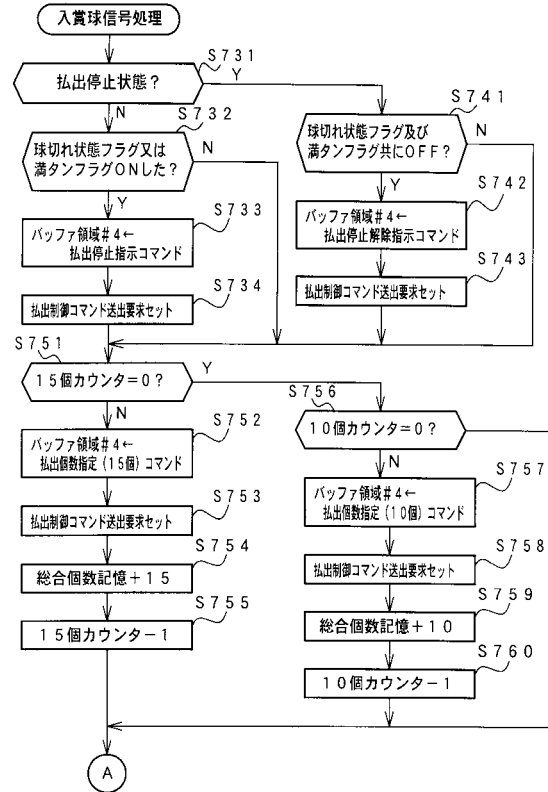 入賞球信号処理
S731
払出停止状態？
Y
N
S732
球切れ状態フラグ又は
満タンフラグONした？
N
Y
S733
バッファ領域＃4←
払出停止指示コマンド
S734
払出制御コマンド送出要求セット
S741
球切れ状態フラグ及び
満タンフラグ共にOFF？
N
Y
S742
バッファ領域＃4←
払出停止解除指示コマンド
S743
払出制御コマンド送出要求セット
S751
15個カウンタ＝0？
Y
N
S752
バッファ領域＃4←
払出個数指定（15個）コマンド
S753
払出制御コマンド送出要求セット
S754
総合個数記憶＋15
S755
15個カウンター1
S756
10個カウンタ＝0？
N
S757
バッファ領域＃4←
払出個数指定（10個）コマンド
S758
払出制御コマンド送出要求セット
S759
総合個数記憶＋10
S760
10個カウンター1
A